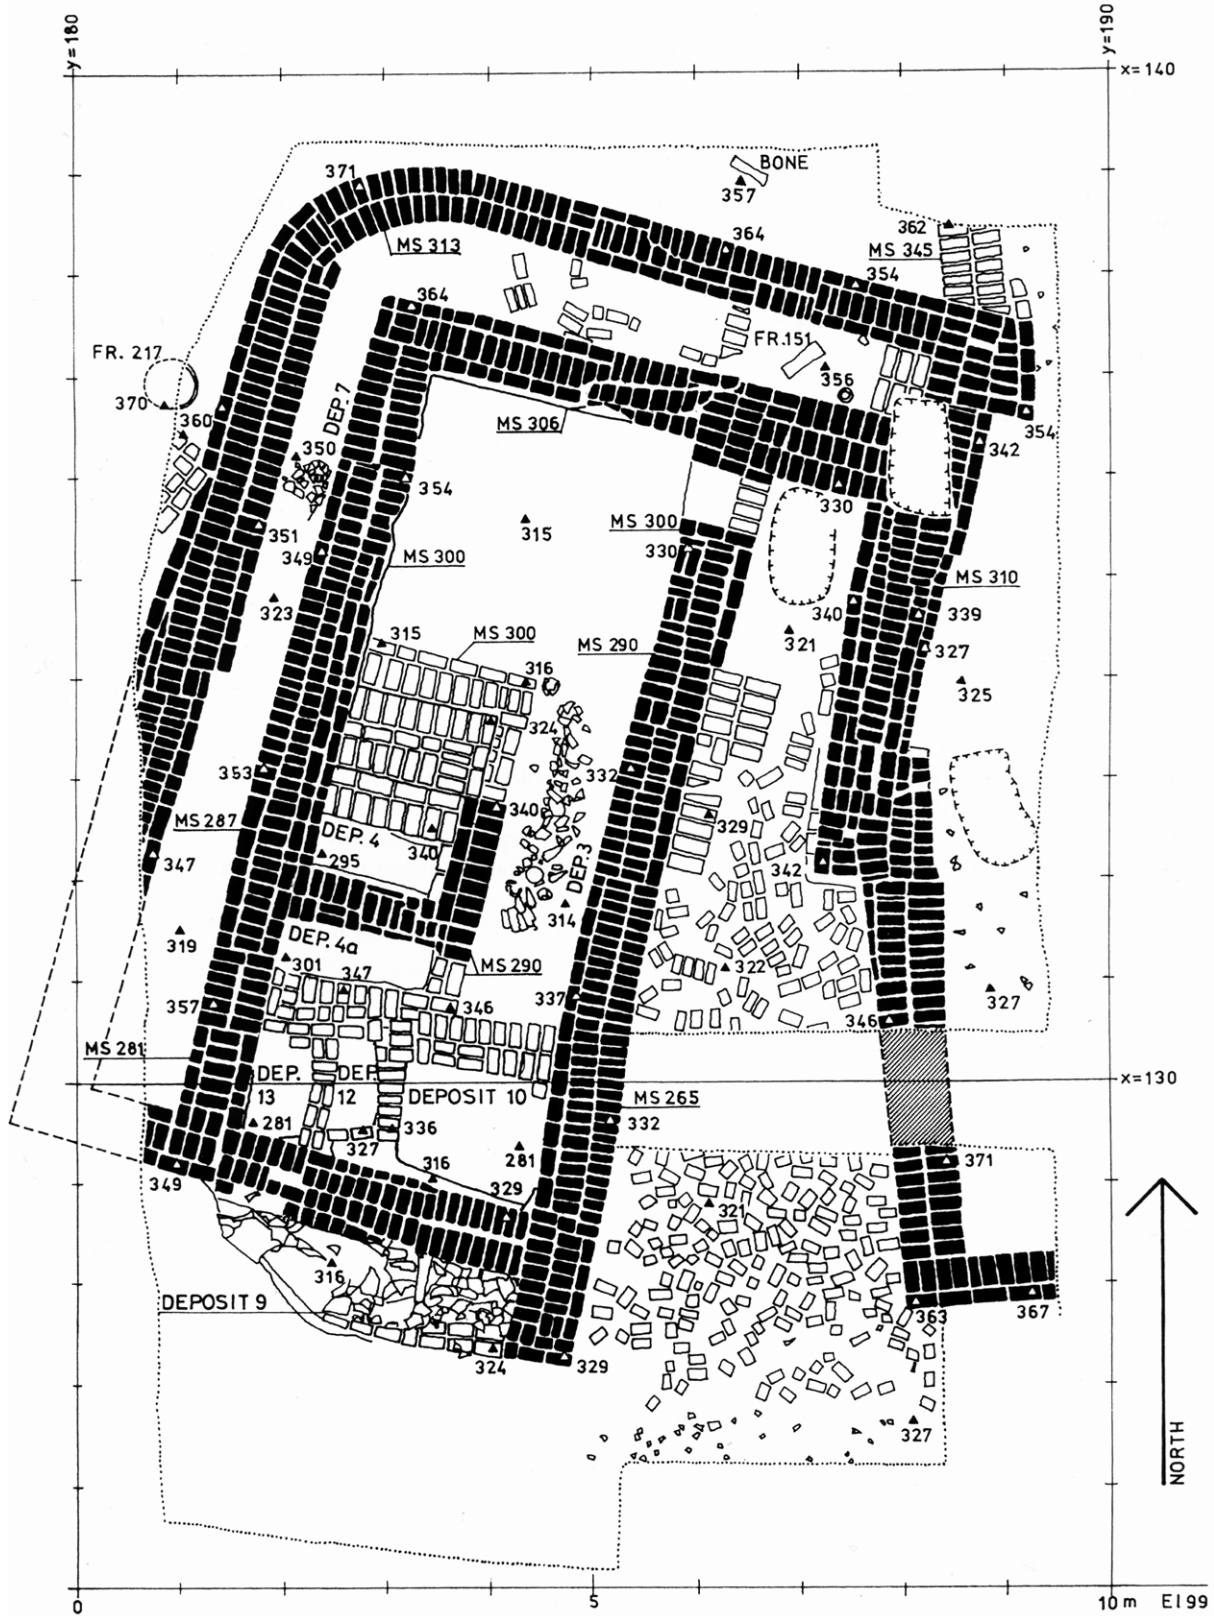 y=180
y=190
x=140
BONE
371
357
362
364
MS 313
MS 345
354
364
FR. 217
FR.151
356
370
360
MS 306
354
DEP. 7
342
350
354
330
315
351
MS 300
349
330
MS 300
MS 310
323
340
339
315
MS 300
321
327
MS 290
316
325
324
353
332
340
MS 287
DEP. 4
329
340
295
347
DEP.3
342
314
319
DEP. 4a
301
347
MS 290
322
357
346
337
327
346
MS 281
DEP.
13
DEP.
12
DEPOSIT 10
x=130
MS 265
281
336
332
327
281
316
349
329
371
321
316
DEPOSIT 9
363
367
324
329
327
NORTH
0
5
10 m
E199